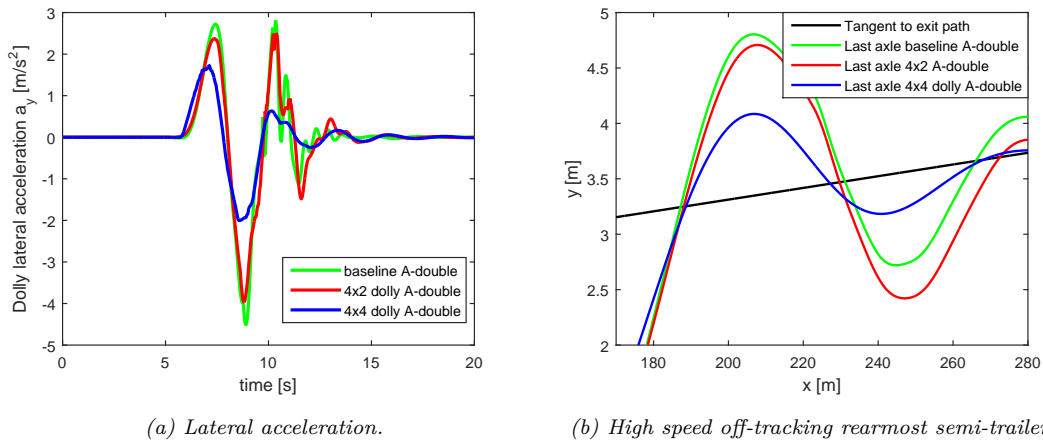 3
2
1
0
-1
-2
-3
-4
-5
Dolly lateral acceleration a_y [m/s²]
baseline A-double
4x2 dolly A-double
4x4 dolly A-double
0 5 10 15 20
time [s]
(a) Lateral acceleration.
5
4.5
4
3.5
3
2.5
2
y [m]
Tangent to exit path
Last axle baseline A-double
Last axle 4x2 A-double
Last axle 4x4 dolly A-double
180 200 220 240 260 280
x [m]
(b) High speed off-tracking rearmost semi-trailer